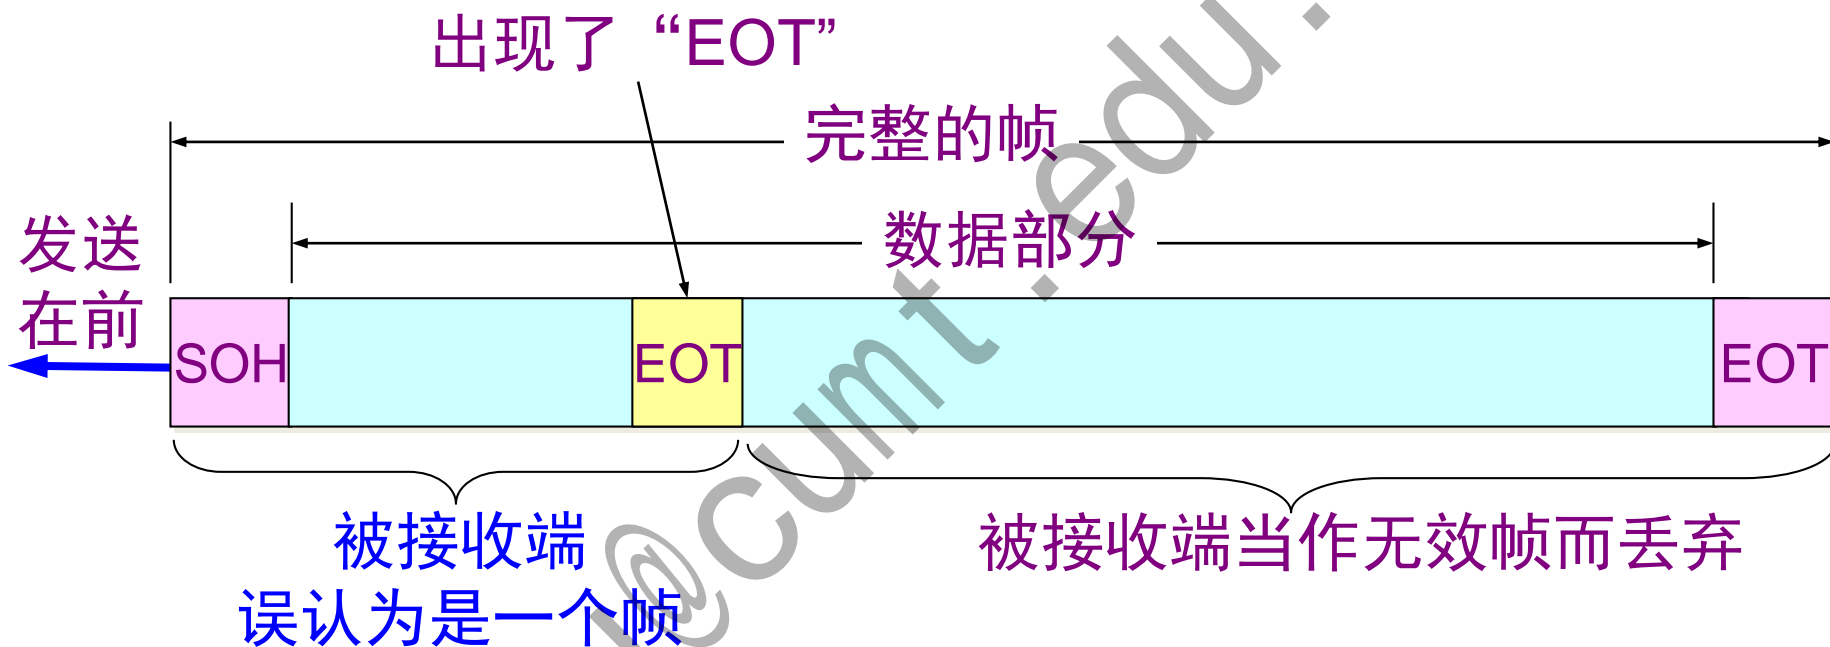 出现了“EOT”
完整的帧
数据部分
发送
在前
SOH
EOT
EOT
被接收端
误认为是一个帧
被接收端当作无效帧而丢弃
@cumt.edu.